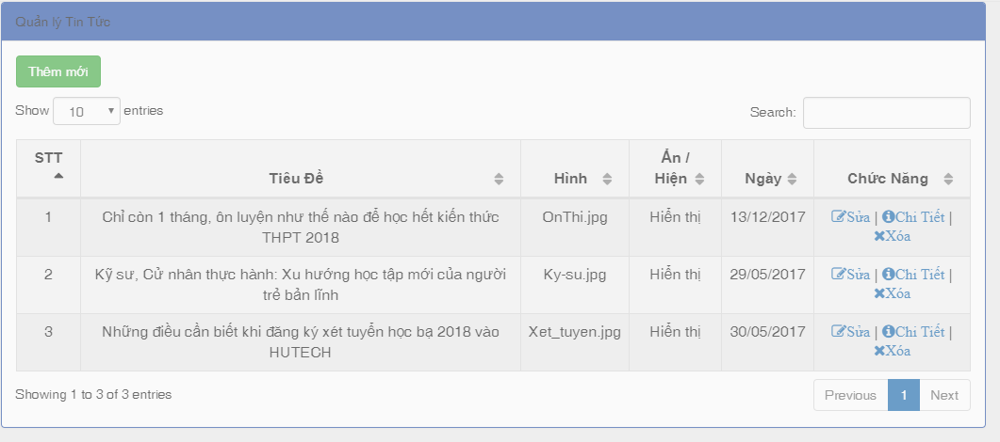 Quản lý Tin Tức
Thêm mới
Show 10 entries Search:
STT Tiêu Đề Hình Ẩn / Hiện Ngày Chức Năng
1 Chỉ còn 1 tháng, ôn luyện như thế nào để học hết kiến thức OnThi.jpg Hiển thị 13/12/2017 Sửa | Chi Tiết |
THPT 2018 Xóa
2 Kỹ sư, Cử nhân thực hành: Xu hướng học tập mới của người Ky-su.jpg Hiển thị 29/05/2017 Sửa | Chi Tiết |
trẻ bản lĩnh Xóa
3 Những điều cần biết khi đăng ký xét tuyển học bạ 2018 vào Xet_tuyen.jpg Hiển thị 30/05/2017 Sửa | Chi Tiết |
HUTECH Xóa
Showing 1 to 3 of 3 entries Previous 1 Next